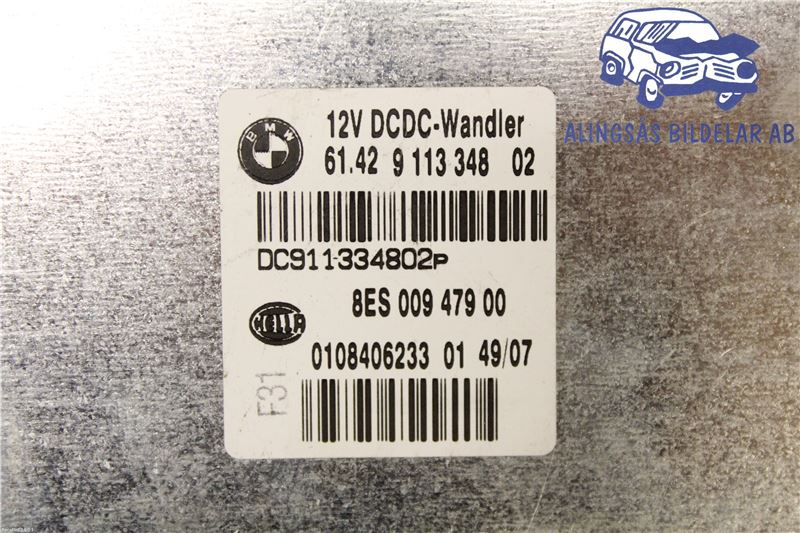 ALINGSÅS BILDELAR AB
BMW
12V DCDC-Wandler
61.42 9 113 348 02
DC911-334802P
8ES 009 479 00
HELLA
0108406233 01 49/07
F31